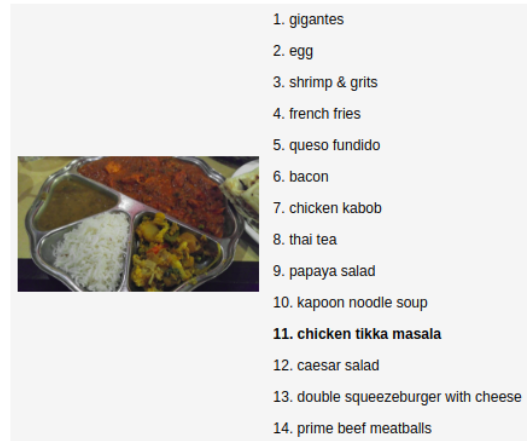 1. gigantes
2. egg
3. shrimp & grits
4. french fries
5. queso fundido
6. bacon
7. chicken kabob
8. thai tea
9. papaya salad
10. kapoon noodle soup
11. chicken tikka masala
12. caesar salad
13. double squeezeburger with cheese
14. prime beef meatballs